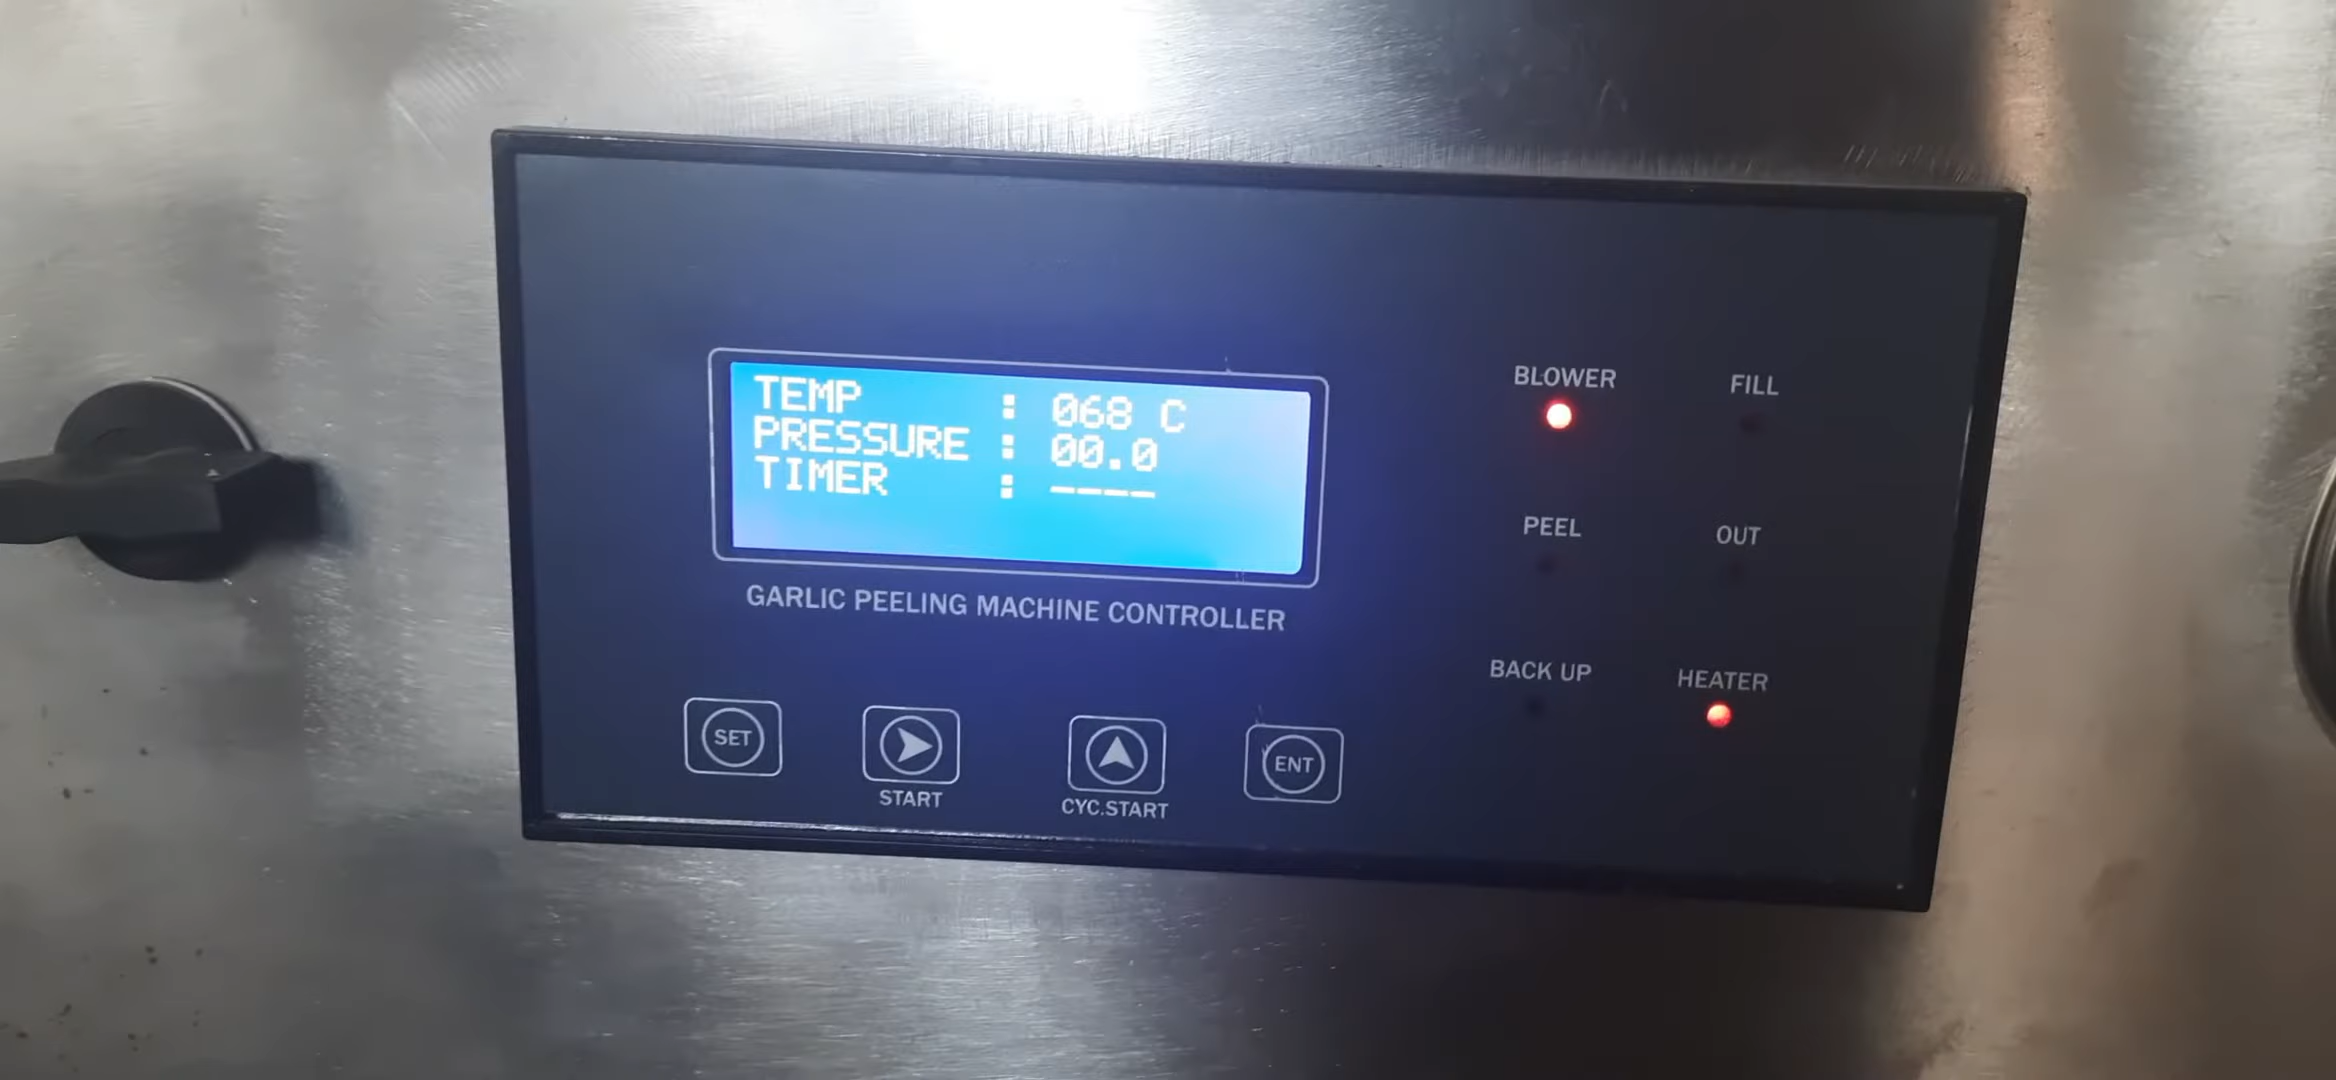 TEMP : 068 C
PRESSURE : 00.0
TIMER : ----
GARLIC PEELING MACHINE CONTROLLER
BLOWER FILL
PEEL OUT
BACK UP HEATER
SET
START
CYC.START
ENT